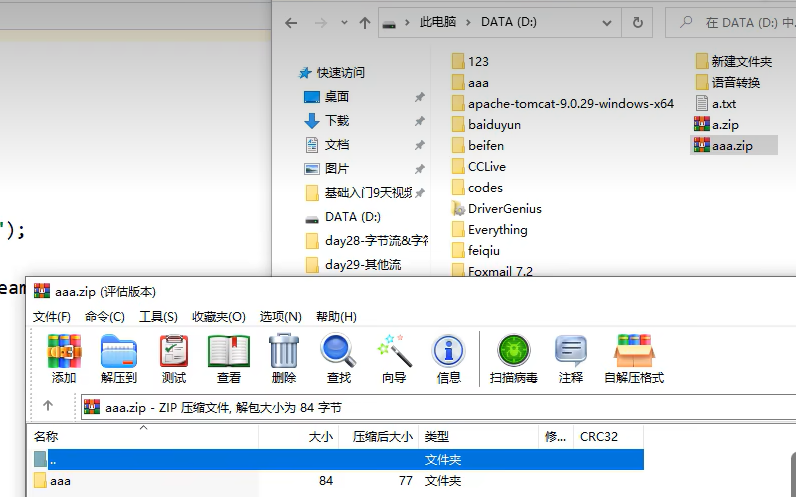 此电脑 > DATA (D:)
在 DATA (D:) 中
快速访问
桌面
下载
文档
图片
基础入门9天视频
DATA (D:)
day28-字节流&字符
day29-其他流
123
aaa
apache-tomcat-9.0.29-windows-x64
baiduyun
beifen
CCLive
codes
DriverGenius
Everything
feiqiu
Foxmail 7.2
新建文件夹
语音转换
a.txt
a.zip
aaa.zip
");
eam
aaa.zip (评估版本)
文件(F) 命令(C) 工具(S) 收藏夹(O) 选项(N) 帮助(H)
添加 解压到 测试 查看 删除 查找 向导 信息 扫描病毒 注释 自解压格式
aaa.zip - ZIP 压缩文件, 解包大小为 84 字节
名称 大小 压缩后大小 类型 修... CRC32
.. 文件夹
aaa 84 77 文件夹